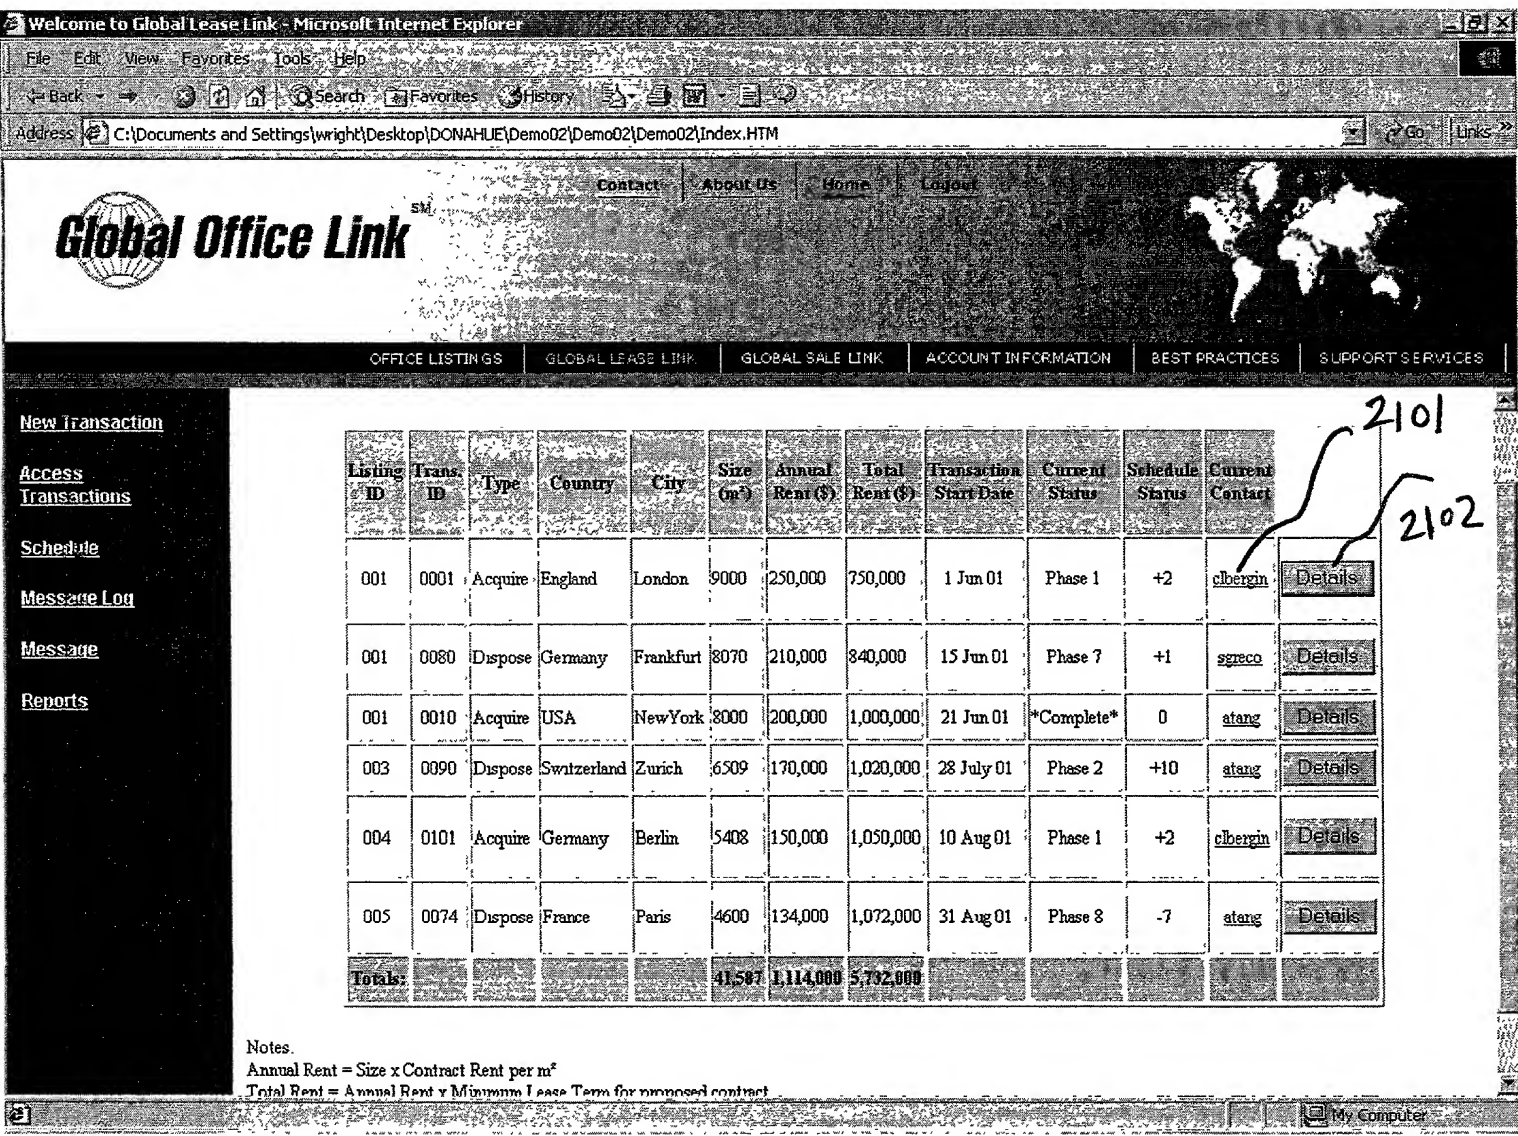 Welcome to Global Lease Link - Microsoft Internet Explorer
File Edit View Favorites Tools Help
Back Search Favorites History
Address C:\Documents and Settings\wright\Desktop\DONAHUE\Demo02\Demo02\Demo02\Index.HTM Go Links »
Contact About Us Home Logout
Global Office Link SM
OFFICE LISTINGS GLOBAL LEASE LINK GLOBAL SALE LINK ACCOUNT INFORMATION BEST PRACTICES SUPPORT SERVICES
New Transaction
Access
Transactions
Schedule
Message Log
Message
Reports
2101
2102
Listing ID Trans. ID Type Country City Size (m²) Annual Rent ($) Total Rent ($) Transaction Start Date Current Status Schedule Status Current Contact
001 0001 Acquire England London 9000 250,000 750,000 1 Jun 01 Phase 1 +2 clbergin Details
001 0080 Dispose Germany Frankfurt 8070 210,000 840,000 15 Jun 01 Phase 7 +1 sgreco Details
001 0010 Acquire USA NewYork 8000 200,000 1,000,000 21 Jun 01 *Complete* 0 atang Details
003 0090 Dispose Switzerland Zurich 6509 170,000 1,020,000 28 July 01 Phase 2 +10 atang Details
004 0101 Acquire Germany Berlin 5408 150,000 1,050,000 10 Aug 01 Phase 1 +2 clbergin Details
005 0074 Dispose France Paris 4600 134,000 1,072,000 31 Aug 01 Phase 8 -7 atang Details
Totals: 41,587 1,114,000 5,732,000
Notes.
Annual Rent = Size x Contract Rent per m²
Total Rent = Annual Rent x Minimum Lease Term for proposed contract
My Computer